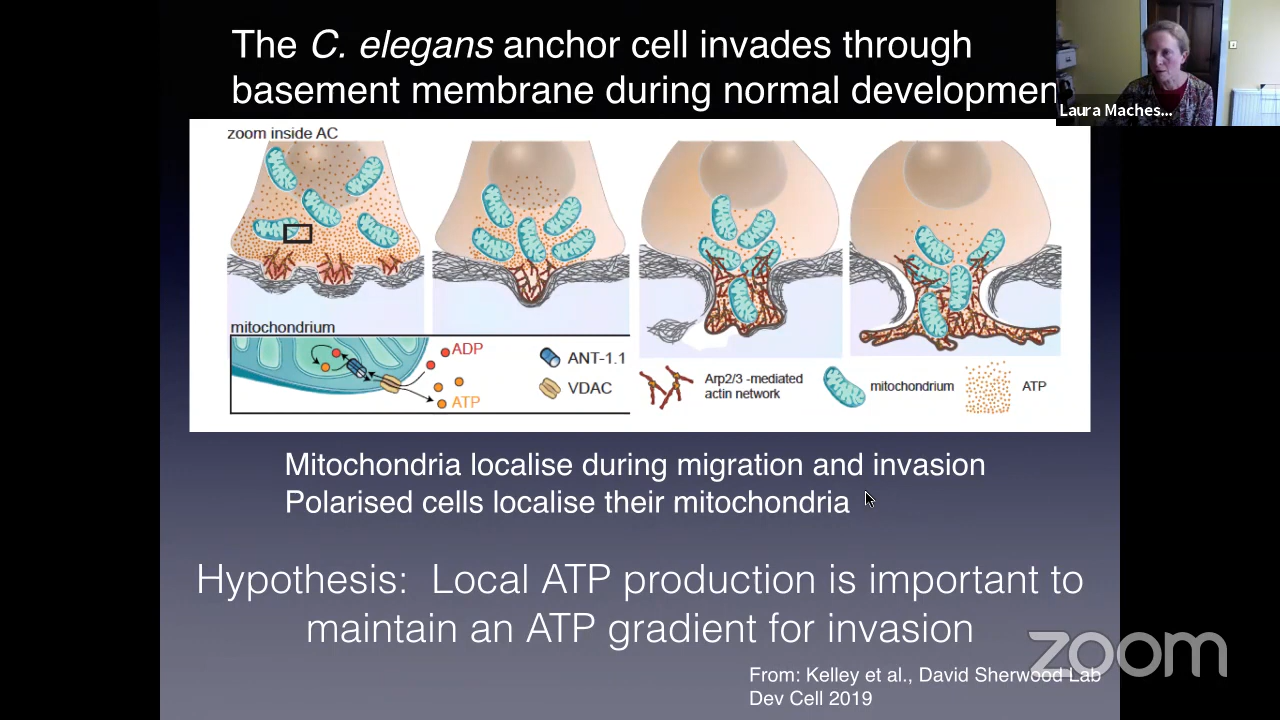 The C. elegans anchor cell invades through
basement membrane during normal developmen
Laura Maches...
zoom inside AC
mitochondrium
ADP
ATP
ANT-1.1
VDAC
Arp2/3 -mediated
actin network
mitochondrium
ATP
Mitochondria localise during migration and invasion
Polarised cells localise their mitochondria
Hypothesis: Local ATP production is important to
maintain an ATP gradient for invasion
zoom
From: Kelley et al., David Sherwood Lab
Dev Cell 2019